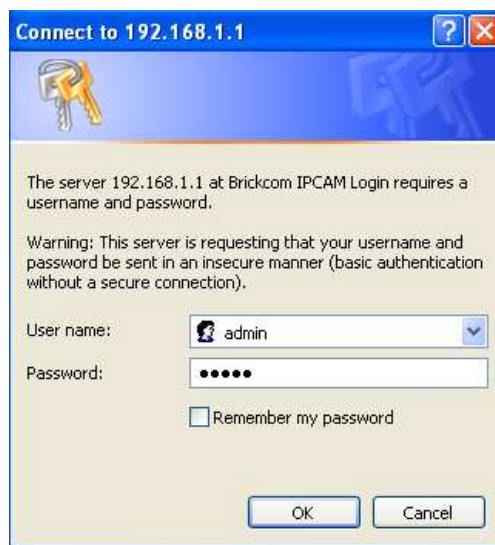 Connect to 192.168.1.1
The server 192.168.1.1 at Brickcom IPCAM Login requires a
username and password.
Warning: This server is requesting that your username and
password be sent in an insecure manner (basic authentication
without a secure connection).
User name:
admin
Password:
•••••
Remember my password
OK
Cancel